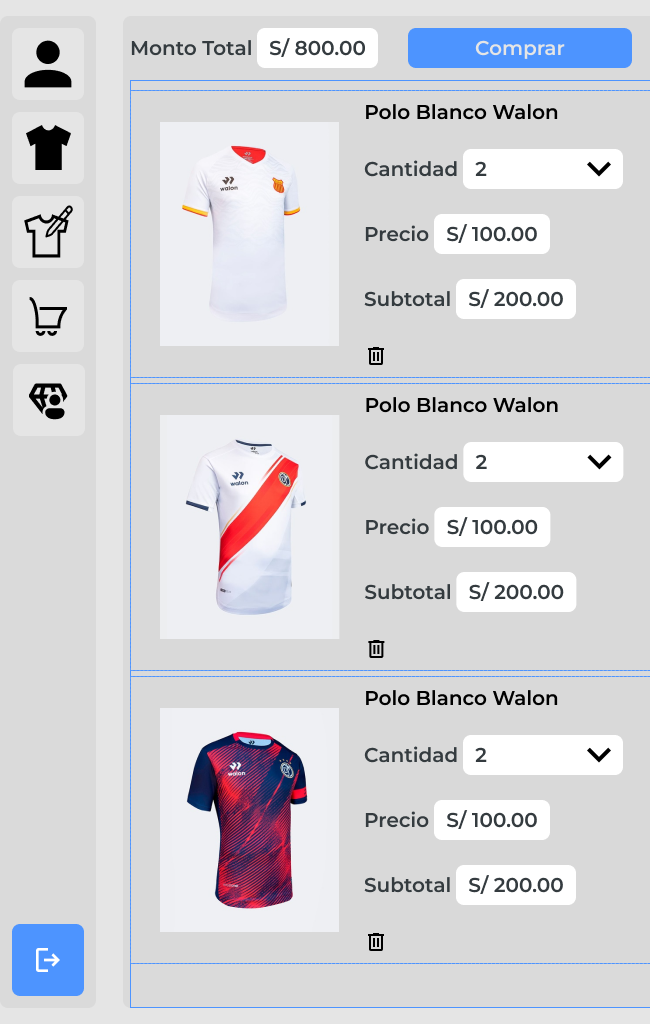 Monto Total S/ 800.00 Comprar
Polo Blanco Walon
walon
Cantidad 2
Precio S/ 100.00
Subtotal S/ 200.00
Polo Blanco Walon
walon
Cantidad 2
Precio S/ 100.00
Subtotal S/ 200.00
Polo Blanco Walon
walon
Cantidad 2
Precio S/ 100.00
Subtotal S/ 200.00